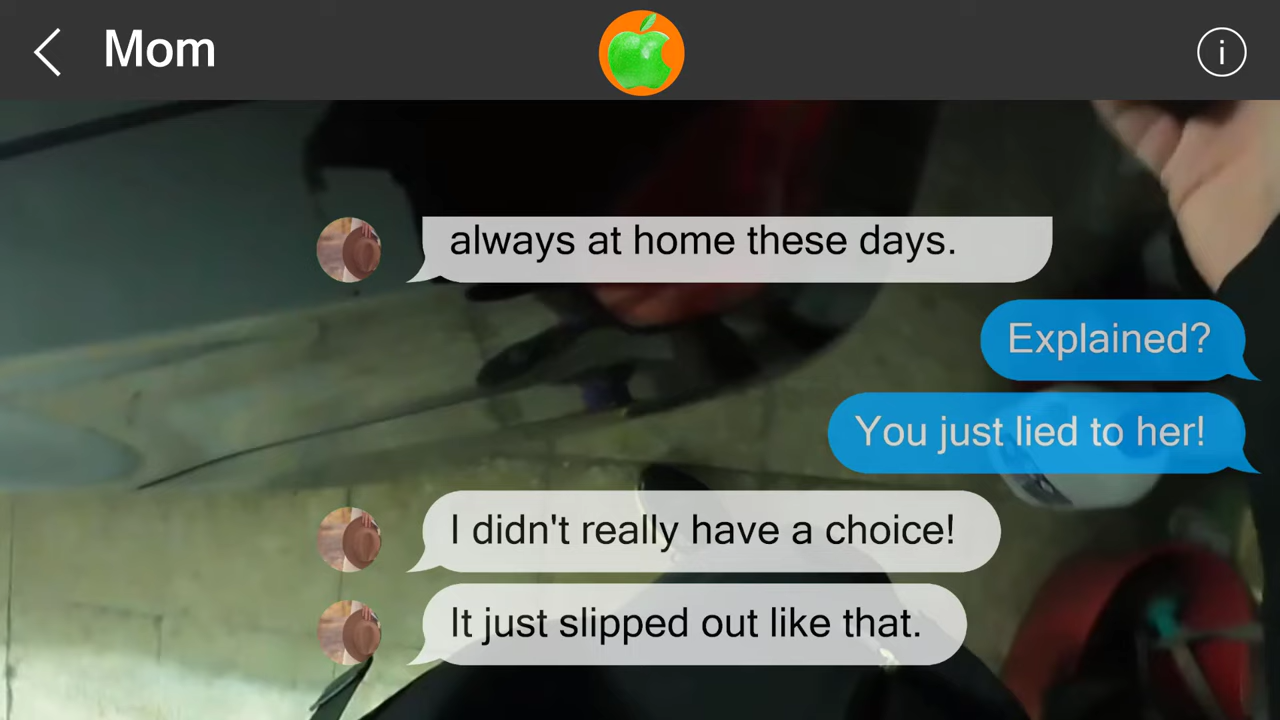 Mom
i
always at home these days.
Explained?
You just lied to her!
I didn't really have a choice!
It just slipped out like that.